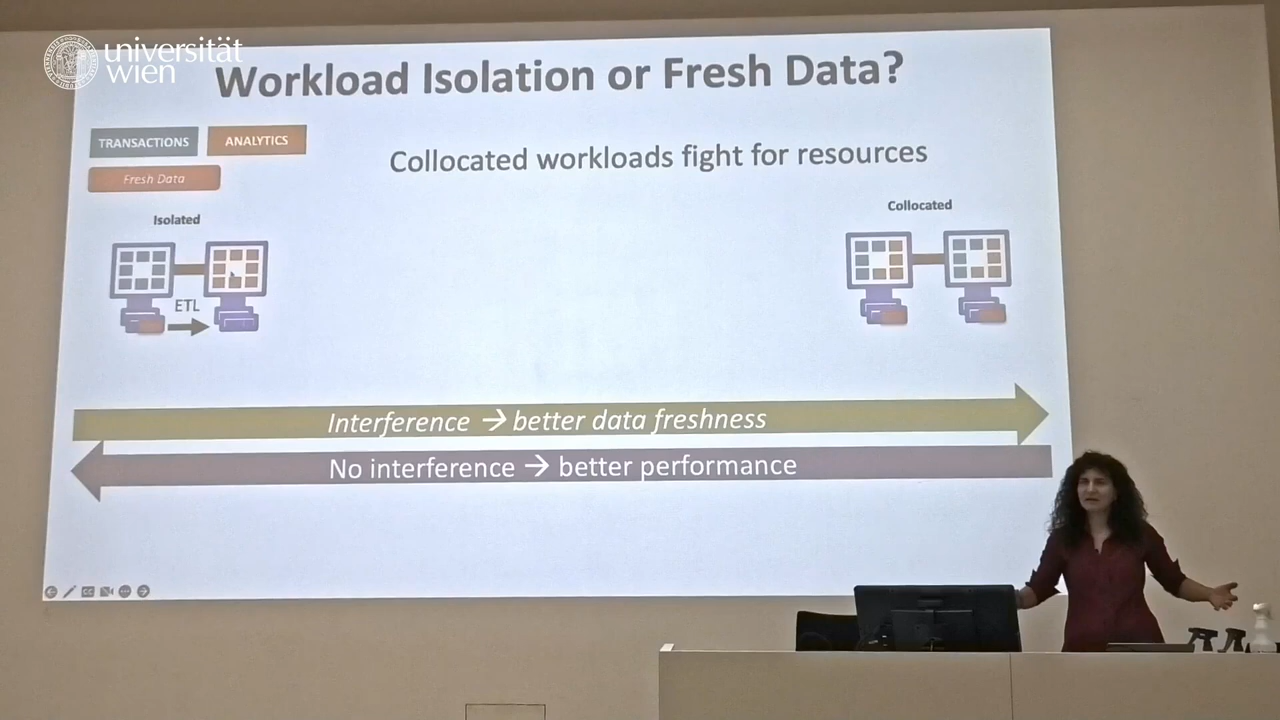 universität
wien
Workload Isolation or Fresh Data?
TRANSACTIONS
ANALYTICS
Fresh Data
Collocated workloads fight for resources
Isolated
Collocated
ETL
Interference → better data freshness
No interference → better performance